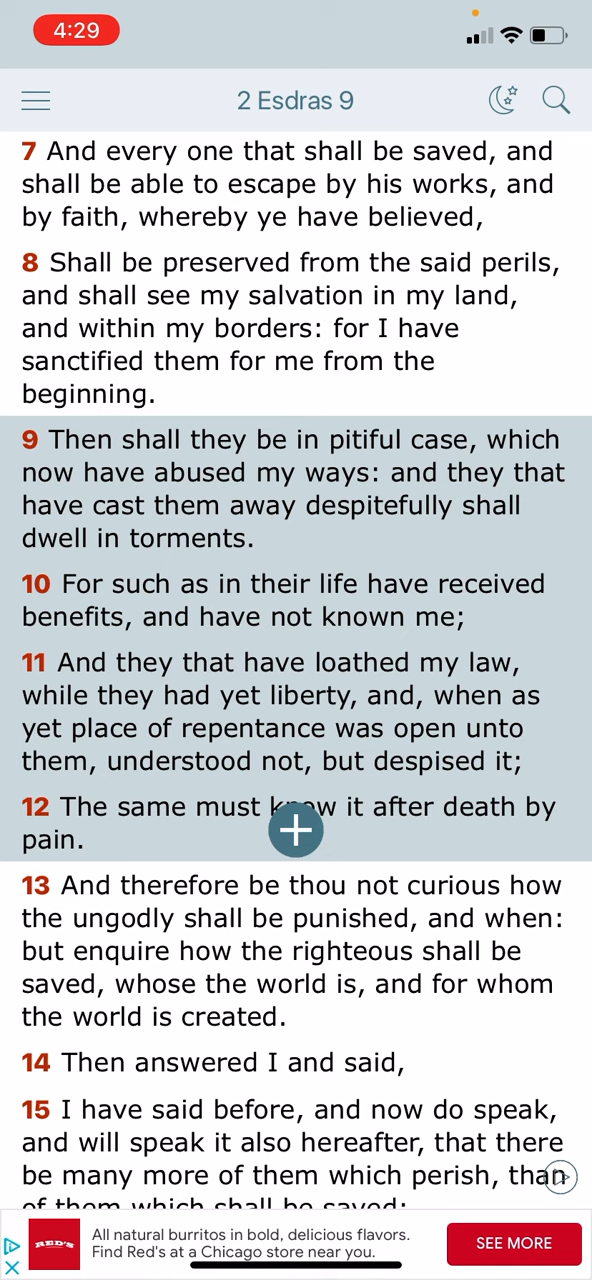 4:29
2 Esdras 9
7 And every one that shall be saved, and
shall be able to escape by his works, and
by faith, whereby ye have believed,
8 Shall be preserved from the said perils,
and shall see my salvation in my land,
and within my borders: for I have
sanctified them for me from the
beginning.
9 Then shall they be in pitiful case, which
now have abused my ways: and they that
have cast them away despitefully shall
dwell in torments.
10 For such as in their life have received
benefits, and have not known me;
11 And they that have loathed my law,
while they had yet liberty, and, when as
yet place of repentance was open unto
them, understood not, but despised it;
12 The same must know it after death by
pain.
13 And therefore be thou not curious how
the ungodly shall be punished, and when:
but enquire how the righteous shall be
saved, whose the world is, and for whom
the world is created.
14 Then answered I and said,
15 I have said before, and now do speak,
and will speak it also hereafter, that there
be many more of them which perish, than
of them which shall be saved:
RED'S
All natural burritos in bold, delicious flavors.
Find Red's at a Chicago store near you.
SEE MORE